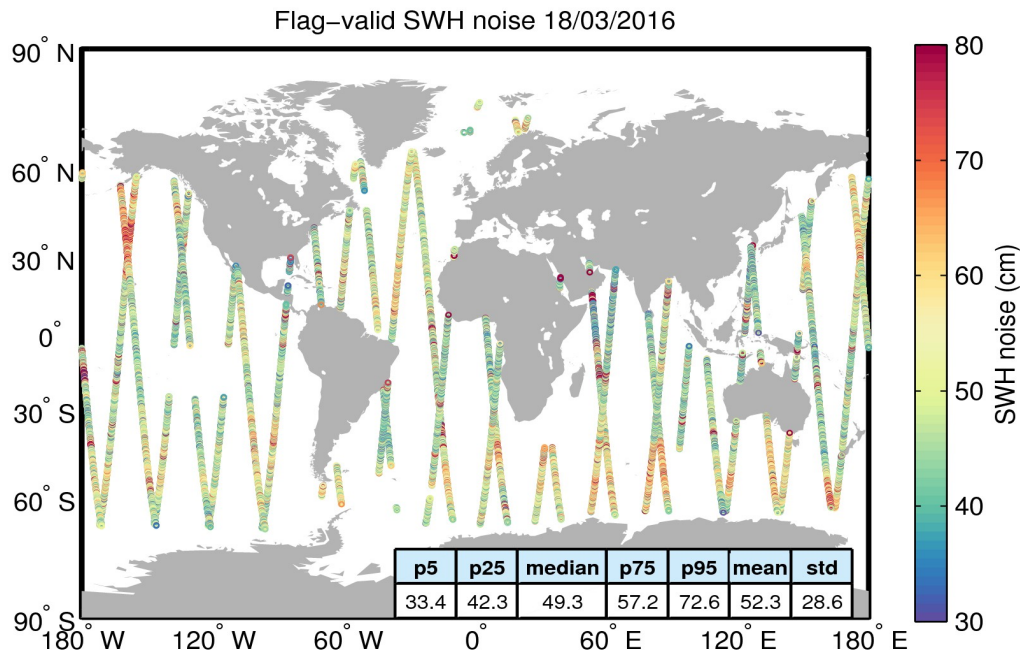 Flag−valid SWH noise 18/03/2016
90° N
60° N
30° N
0°
30° S
60° S
90° S
180° W
120° W
60° W
0°
60° E
120° E
180° E
80
70
60
50
40
30
SWH noise (cm)
p5 p25 median p75 p95 mean std
33.4 42.3 49.3 57.2 72.6 52.3 28.6